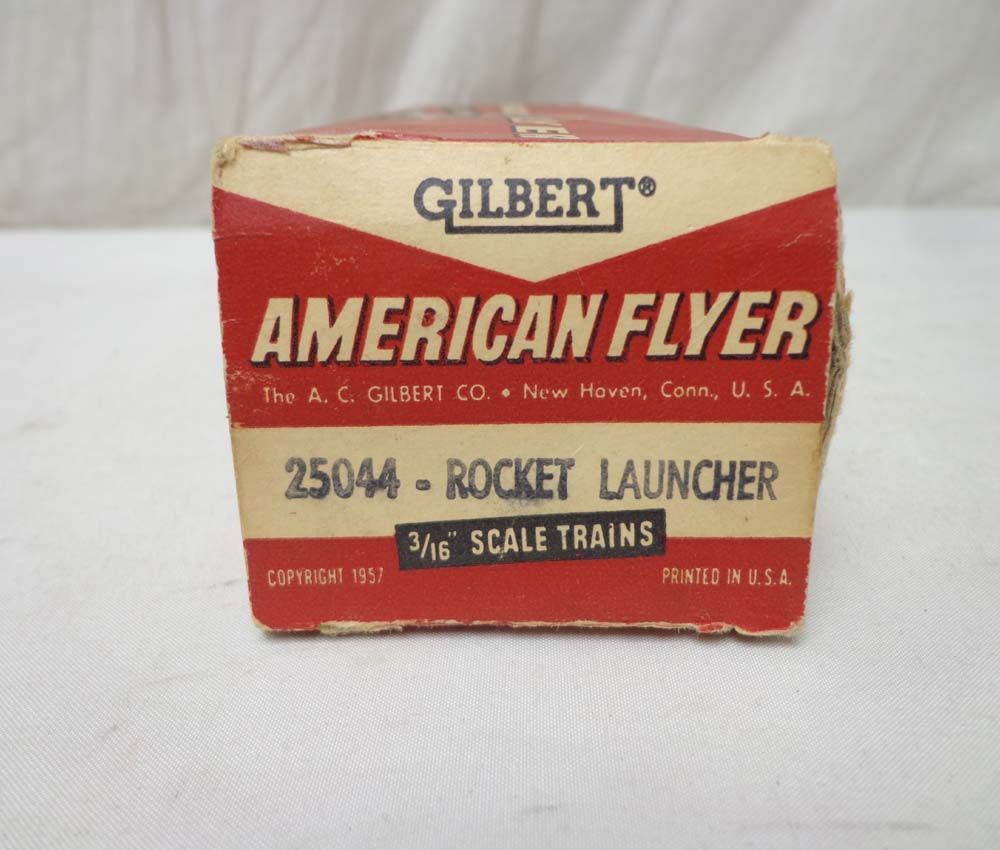 GILBERT®
AMERICAN FLYER
The A. C. GILBERT CO. • New Haven, Conn., U. S. A.
25044 - ROCKET LAUNCHER
3/16" SCALE TRAINS
COPYRIGHT 1957
PRINTED IN U.S.A.